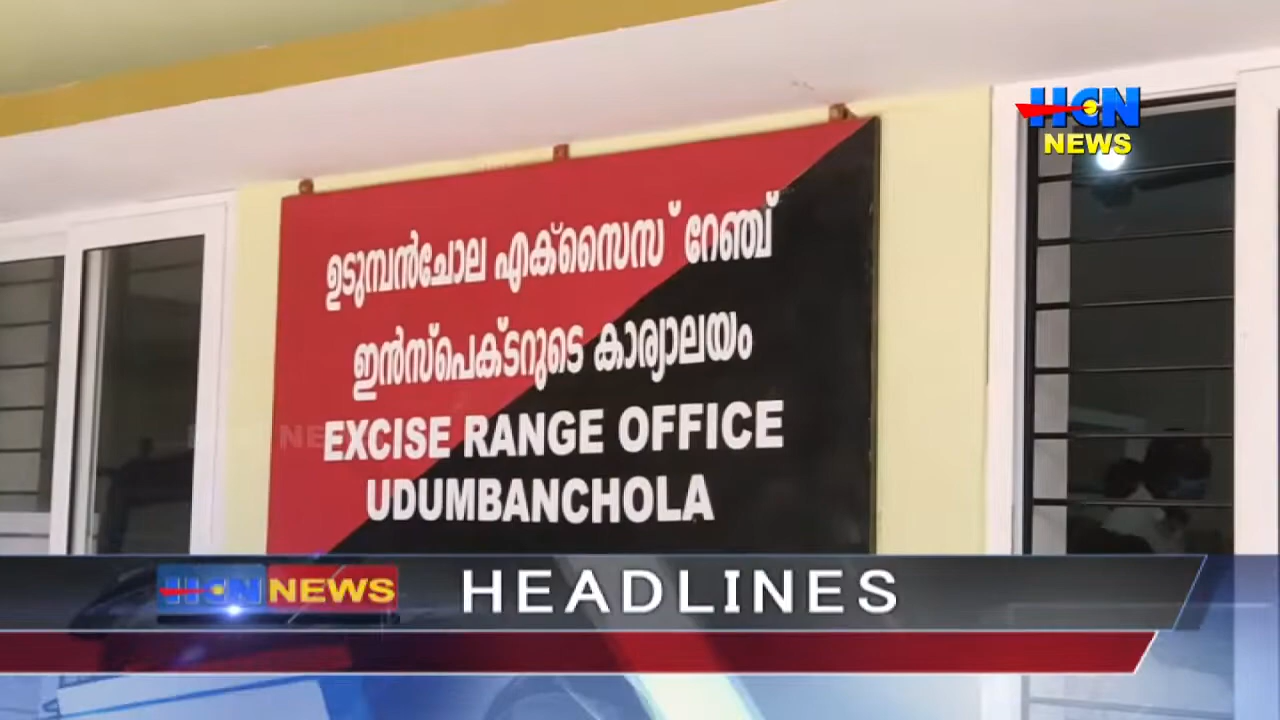 HCN
NEWS
ഉടുമ്പൻചോല എക്സൈസ് റേഞ്ച്
ഇൻസ്പെക്ടറുടെ കാര്യാലയം
EXCISE RANGE OFFICE
UDUMBANCHOLA
HCN NEWS HEADLINES